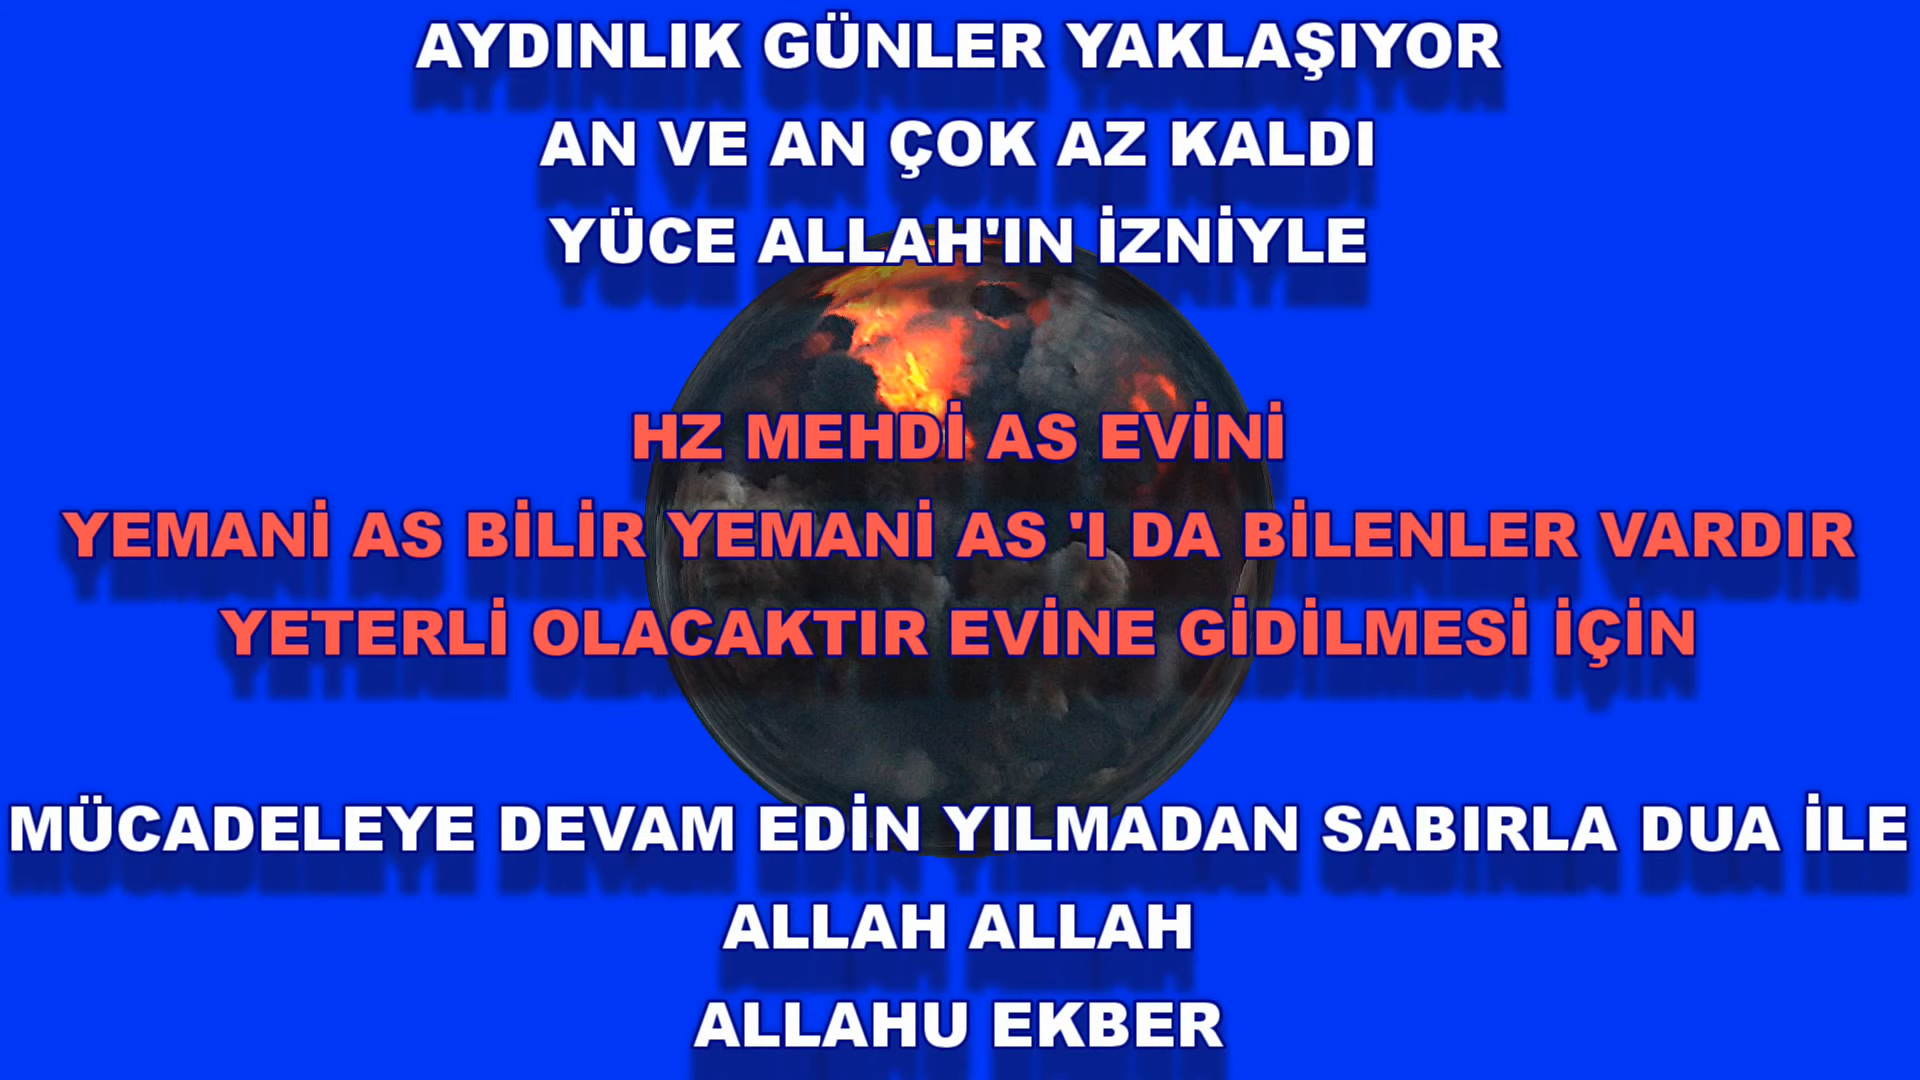 AYDINLIK GÜNLER YAKLAŞIYOR
AN VE AN ÇOK AZ KALDI
YÜCE ALLAH'IN İZNİYLE
HZ MEHDİ AS EVİNİ
YEMANİ AS BİLİR YEMANİ AS 'I DA BİLENLER VARDIR
YETERLİ OLACAKTIR EVİNE GİDİLMESİ İÇİN
MÜCADELEYE DEVAM EDİN YILMADAN SABIRLA DUA İLE
ALLAH ALLAH
ALLAHU EKBER